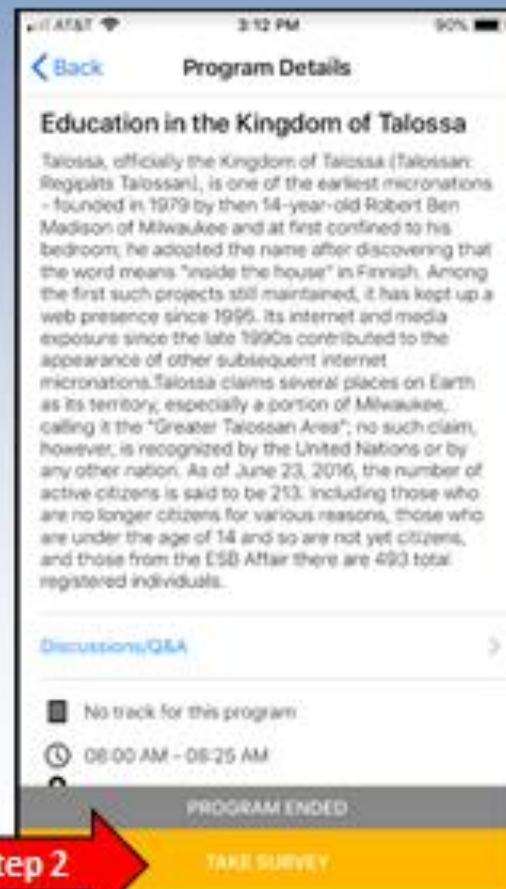 AT&T 3:12 PM 90%
Back Program Details
Education in the Kingdom of Talossa
Talossa, officially the Kingdom of Talossa (Talossan:
Regipäts Talossan), is one of the earliest micronations
- founded in 1979 by then 14-year-old Robert Ben
Madison of Milwaukee and at first confined to his
bedroom; he adopted the name after discovering that
the word means "inside the house" in Finnish. Among
the first such projects still maintained, it has kept up a
web presence since 1995. Its internet and media
exposure since the late 1990s contributed to the
appearance of other subsequent internet
micronations.Talossa claims several places on Earth
as its territory, especially a portion of Milwaukee,
calling it the "Greater Talossan Area"; no such claim,
however, is recognized by the United Nations or by
any other nation. As of June 23, 2016, the number of
active citizens is said to be 213. Including those who
are no longer citizens for various reasons, those who
are under the age of 14 and so are not yet citizens,
and those from the ESB Affair there are 493 total
registered individuals.
Discussions/Q&A
No track for this program
08:00 AM - 08:25 AM
PROGRAM ENDED
tep 2
TAKE SURVEY